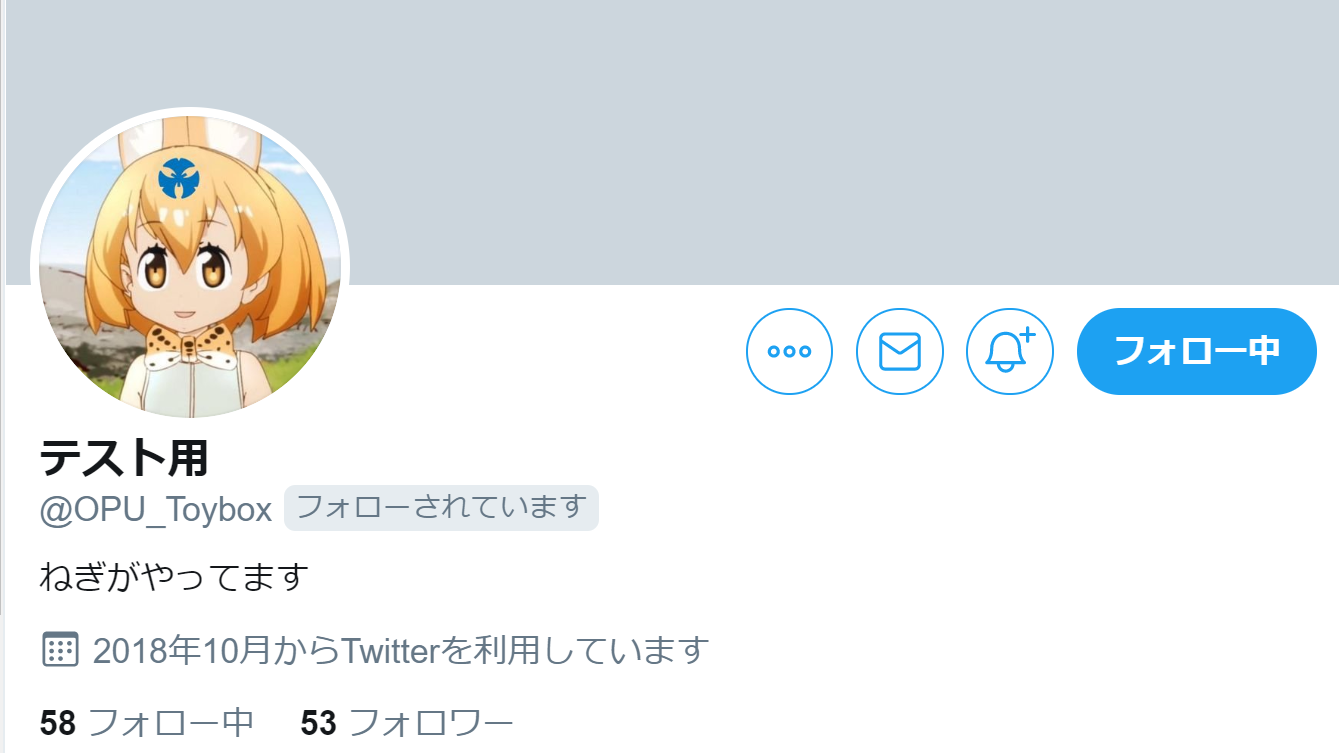 フォロー中
テスト用
@OPU_Toybox フォローされています
ねぎがやってます
2018年10月からTwitterを利用しています
58 フォロー中 53 フォロワー